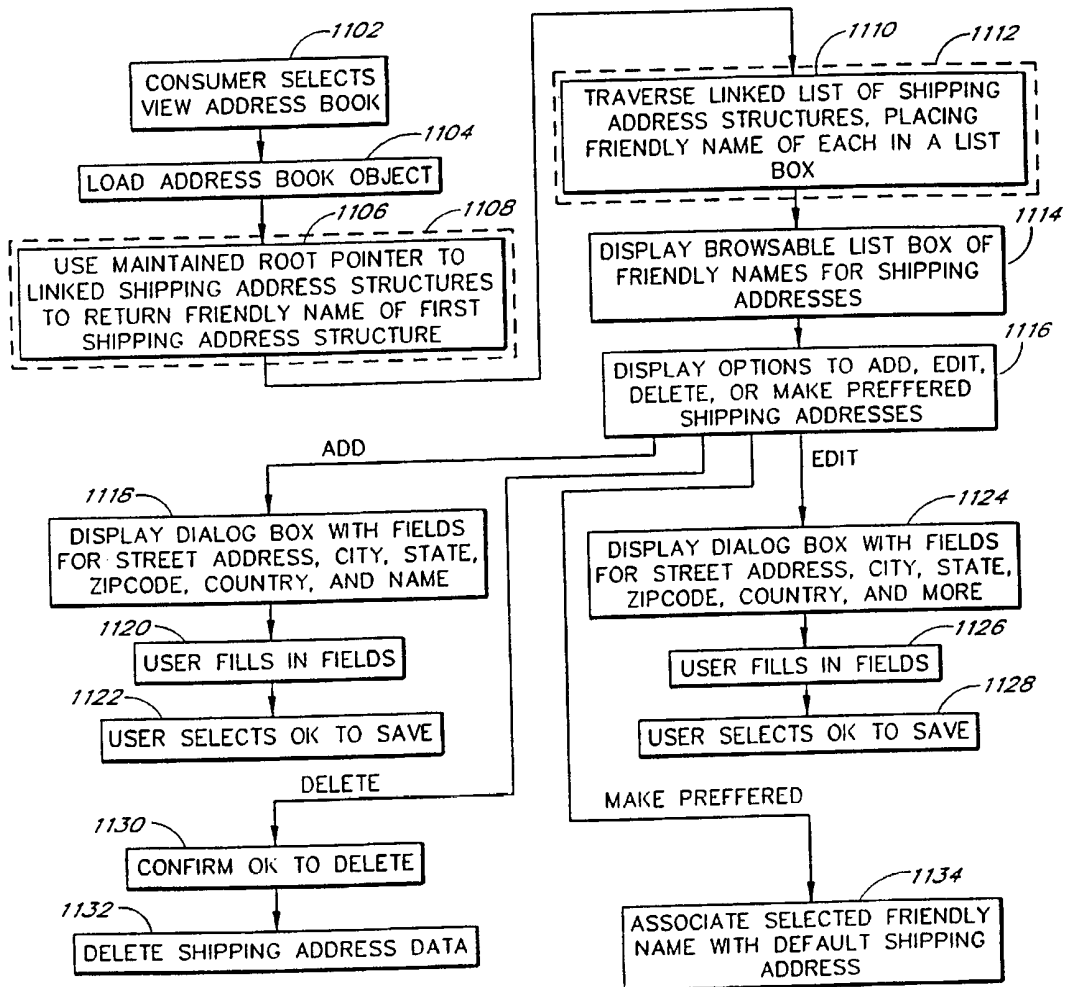 1102
CONSUMER SELECTS
VIEW ADDRESS BOOK
1104
LOAD ADDRESS BOOK OBJECT
1106
1108
USE MAINTAINED ROOT POINTER TO
LINKED SHIPPING ADDRESS STRUCTURES
TO RETURN FRIENDLY NAME OF FIRST
SHIPPING ADDRESS STRUCTURE
1110
1112
TRAVERSE LINKED LIST OF SHIPPING
ADDRESS STRUCTURES, PLACING
FRIENDLY NAME OF EACH IN A LIST
BOX
1114
DISPLAY BROWSABLE LIST BOX OF
FRIENDLY NAMES FOR SHIPPING
ADDRESSES
1116
DISPLAY OPTIONS TO ADD, EDIT,
DELETE, OR MAKE PREFFERED
SHIPPING ADDRESSES
ADD
EDIT
1118
DISPLAY DIALOG BOX WITH FIELDS
FOR STREET ADDRESS, CITY, STATE,
ZIPCODE, COUNTRY, AND NAME
1120
USER FILLS IN FIELDS
1122
USER SELECTS OK TO SAVE
1124
DISPLAY DIALOG BOX WITH FIELDS
FOR STREET ADDRESS, CITY, STATE,
ZIPCODE, COUNTRY, AND MORE
1126
USER FILLS IN FIELDS
1128
USER SELECTS OK TO SAVE
DELETE
MAKE PREFFERED
1130
CONFIRM OK TO DELETE
1132
DELETE SHIPPING ADDRESS DATA
1134
ASSOCIATE SELECTED FRIENDLY
NAME WITH DEFAULT SHIPPING
ADDRESS